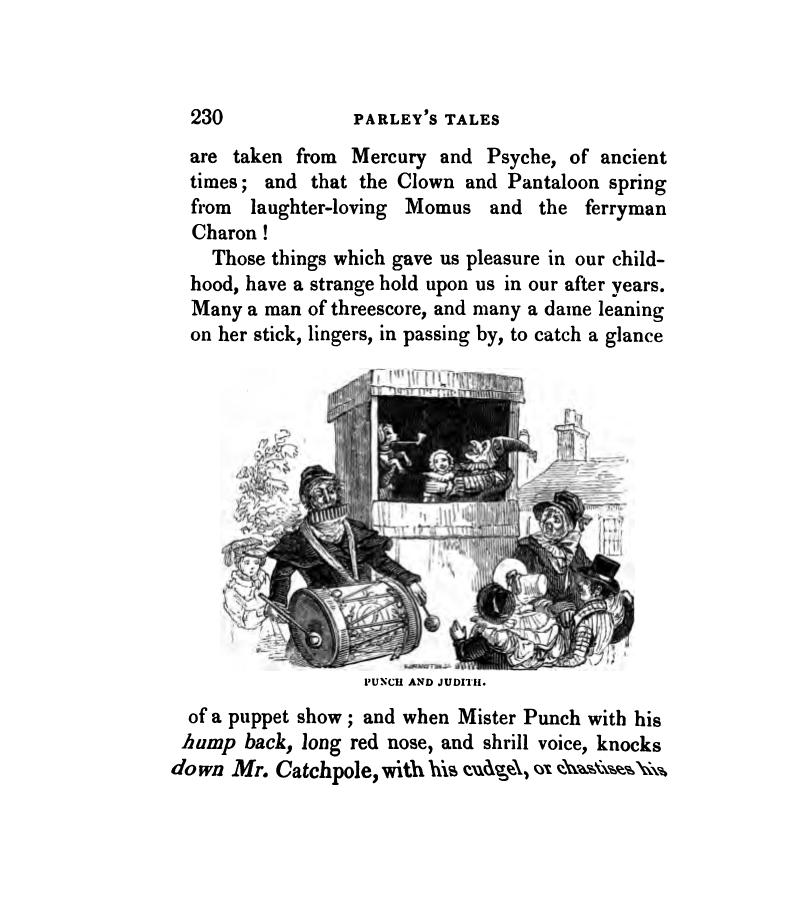 230 PARLEY'S TALES
are taken from Mercury and Psyche, of ancient
times; and that the Clown and Pantaloon spring
from laughter-loving Momus and the ferryman
Charon!
Those things which gave us pleasure in our child-
hood, have a strange hold upon us in our after years.
Many a man of threescore, and many a dame leaning
on her stick, lingers, in passing by, to catch a glance
PUNCH AND JUDITH.
of a puppet show; and when Mister Punch with his
hump back, long red nose, and shrill voice, knocks
down Mr. Catchpole, with his cudgel, or chastises his